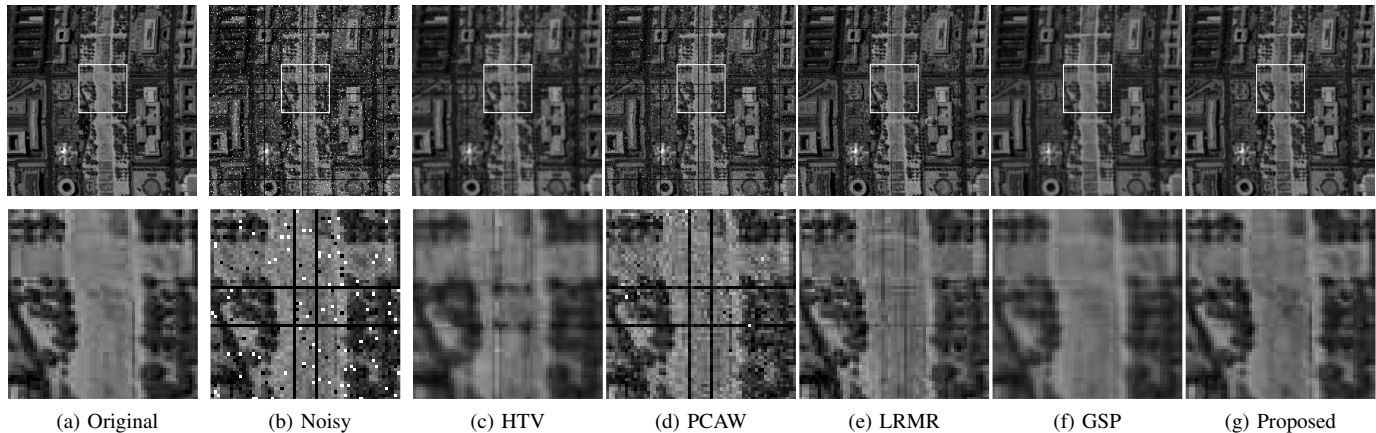 (a) Original
(b) Noisy
(c) HTV
(d) PCAW
(e) LRMR
(f) GSP
(g) Proposed